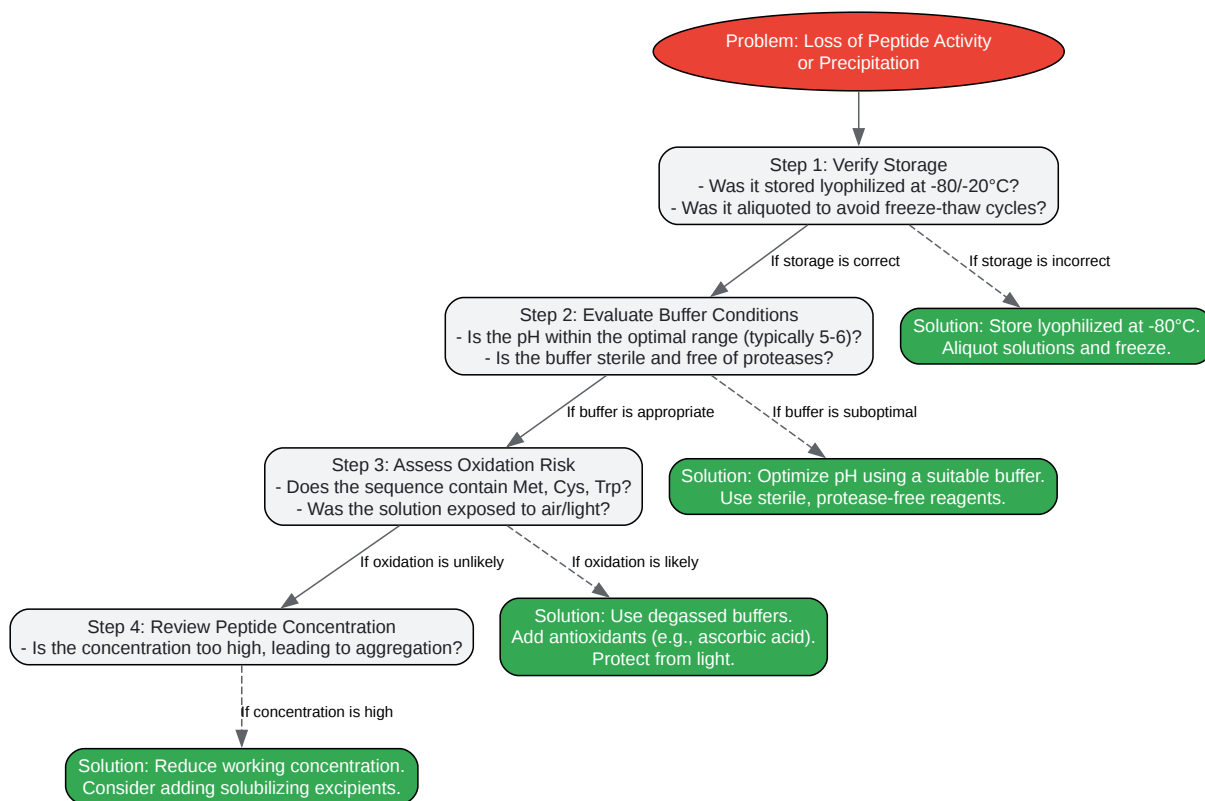 Problem: Loss of Peptide Activity
or Precipitation
Step 1: Verify Storage
- Was it stored lyophilized at -80/-20°C?
- Was it aliquoted to avoid freeze-thaw cycles?
If storage is correct
If storage is incorrect
Step 2: Evaluate Buffer Conditions
- Is the pH within the optimal range (typically 5-6)?
- Is the buffer sterile and free of proteases?
Solution: Store lyophilized at -80°C.
Aliquot solutions and freeze.
If buffer is appropriate
If buffer is suboptimal
Step 3: Assess Oxidation Risk
- Does the sequence contain Met, Cys, Trp?
- Was the solution exposed to air/light?
Solution: Optimize pH using a suitable buffer.
Use sterile, protease-free reagents.
If oxidation is unlikely
If oxidation is likely
Step 4: Review Peptide Concentration
- Is the concentration too high, leading to aggregation?
Solution: Use degassed buffers.
Add antioxidants (e.g., ascorbic acid).
Protect from light.
If concentration is high
Solution: Reduce working concentration.
Consider adding solubilizing excipients.